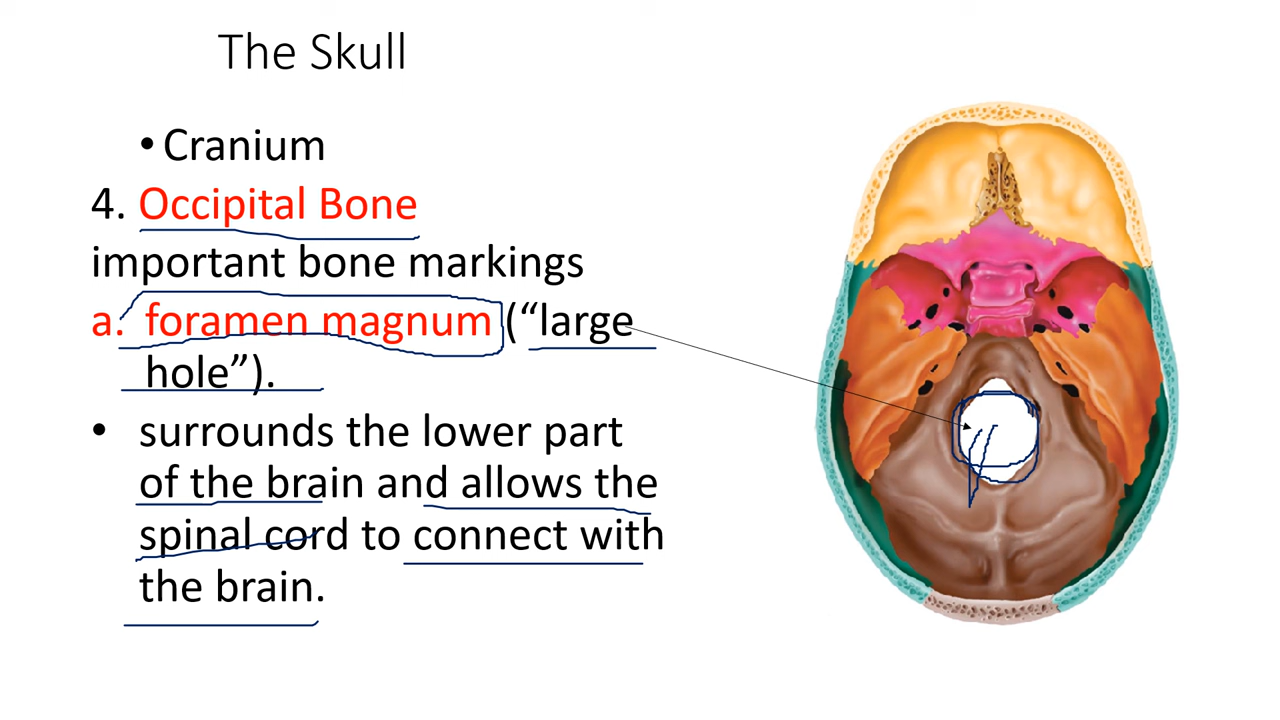 The Skull
• Cranium
4. Occipital Bone
important bone markings
a. foramen magnum (“large
hole”).
• surrounds the lower part
of the brain and allows the
spinal cord to connect with
the brain.